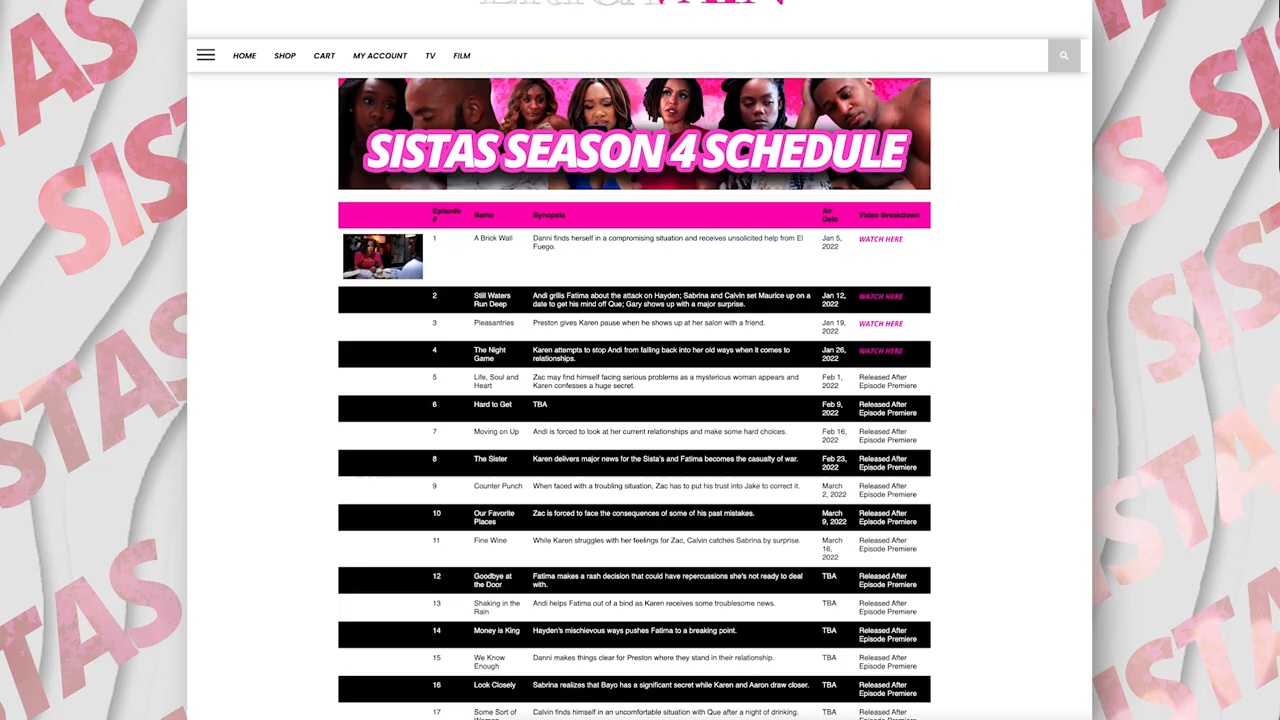 HOME SHOP CART MY ACCOUNT TV FILM
SISTAS SEASON 4 SCHEDULE
Episode # Name Synopsis Air Date Video Breakdown
1 A Brick Wall Danni finds herself in a compromising situation and receives unsolicited help from El Fuego. Jan 5, 2022 WATCH HERE
2 Still Waters Run Deep Andi grills Fatima about the attack on Hayden; Sabrina and Calvin set Maurice up on a date to get his mind off Que; Gary shows up with a major surprise. Jan 12, 2022 WATCH HERE
3 Pleasantries Preston gives Karen pause when he shows up at her salon with a friend. Jan 19, 2022 WATCH HERE
4 The Night Game Karen attempts to stop Andi from falling back into her old ways when it comes to relationships. Jan 26, 2022 WATCH HERE
5 Life, Soul and Heart Zac may find himself facing serious problems as a mysterious woman appears and Karen confesses a huge secret. Feb 1, 2022 Released After Episode Premiere
6 Hard to Get TBA Feb 9, 2022 Released After Episode Premiere
7 Moving on Up Andi is forced to look at her current relationships and make some hard choices. Feb 16, 2022 Released After Episode Premiere
8 The Sister Karen delivers major news for the Sista's and Fatima becomes the casualty of war. Feb 23, 2022 Released After Episode Premiere
9 Counter Punch When faced with a troubling situation, Zac has to put his trust into Jake to correct it. March 2, 2022 Released After Episode Premiere
10 Our Favorite Places Zac is forced to face the consequences of some of his past mistakes. March 9, 2022 Released After Episode Premiere
11 Fine Wine While Karen struggles with her feelings for Zac, Calvin catches Sabrina by surprise. March 16, 2022 Released After Episode Premiere
12 Goodbye at the Door Fatima makes a rash decision that could have repercussions she's not ready to deal with. TBA Released After Episode Premiere
13 Shaking in the Rain Andi helps Fatima out of a bind as Karen receives some troublesome news. TBA Released After Episode Premiere
14 Money is King Hayden's mischievous ways pushes Fatima to a breaking point. TBA Released After Episode Premiere
15 We Know Enough Danni makes things clear for Preston where they stand in their relationship. TBA Released After Episode Premiere
16 Look Closely Sabrina realizes that Bayo has a significant secret while Karen and Aaron draw closer. TBA Released After Episode Premiere
17 Some Sort of Calvin finds himself in an uncomfortable situation with Que after a night of drinking. TBA Released After